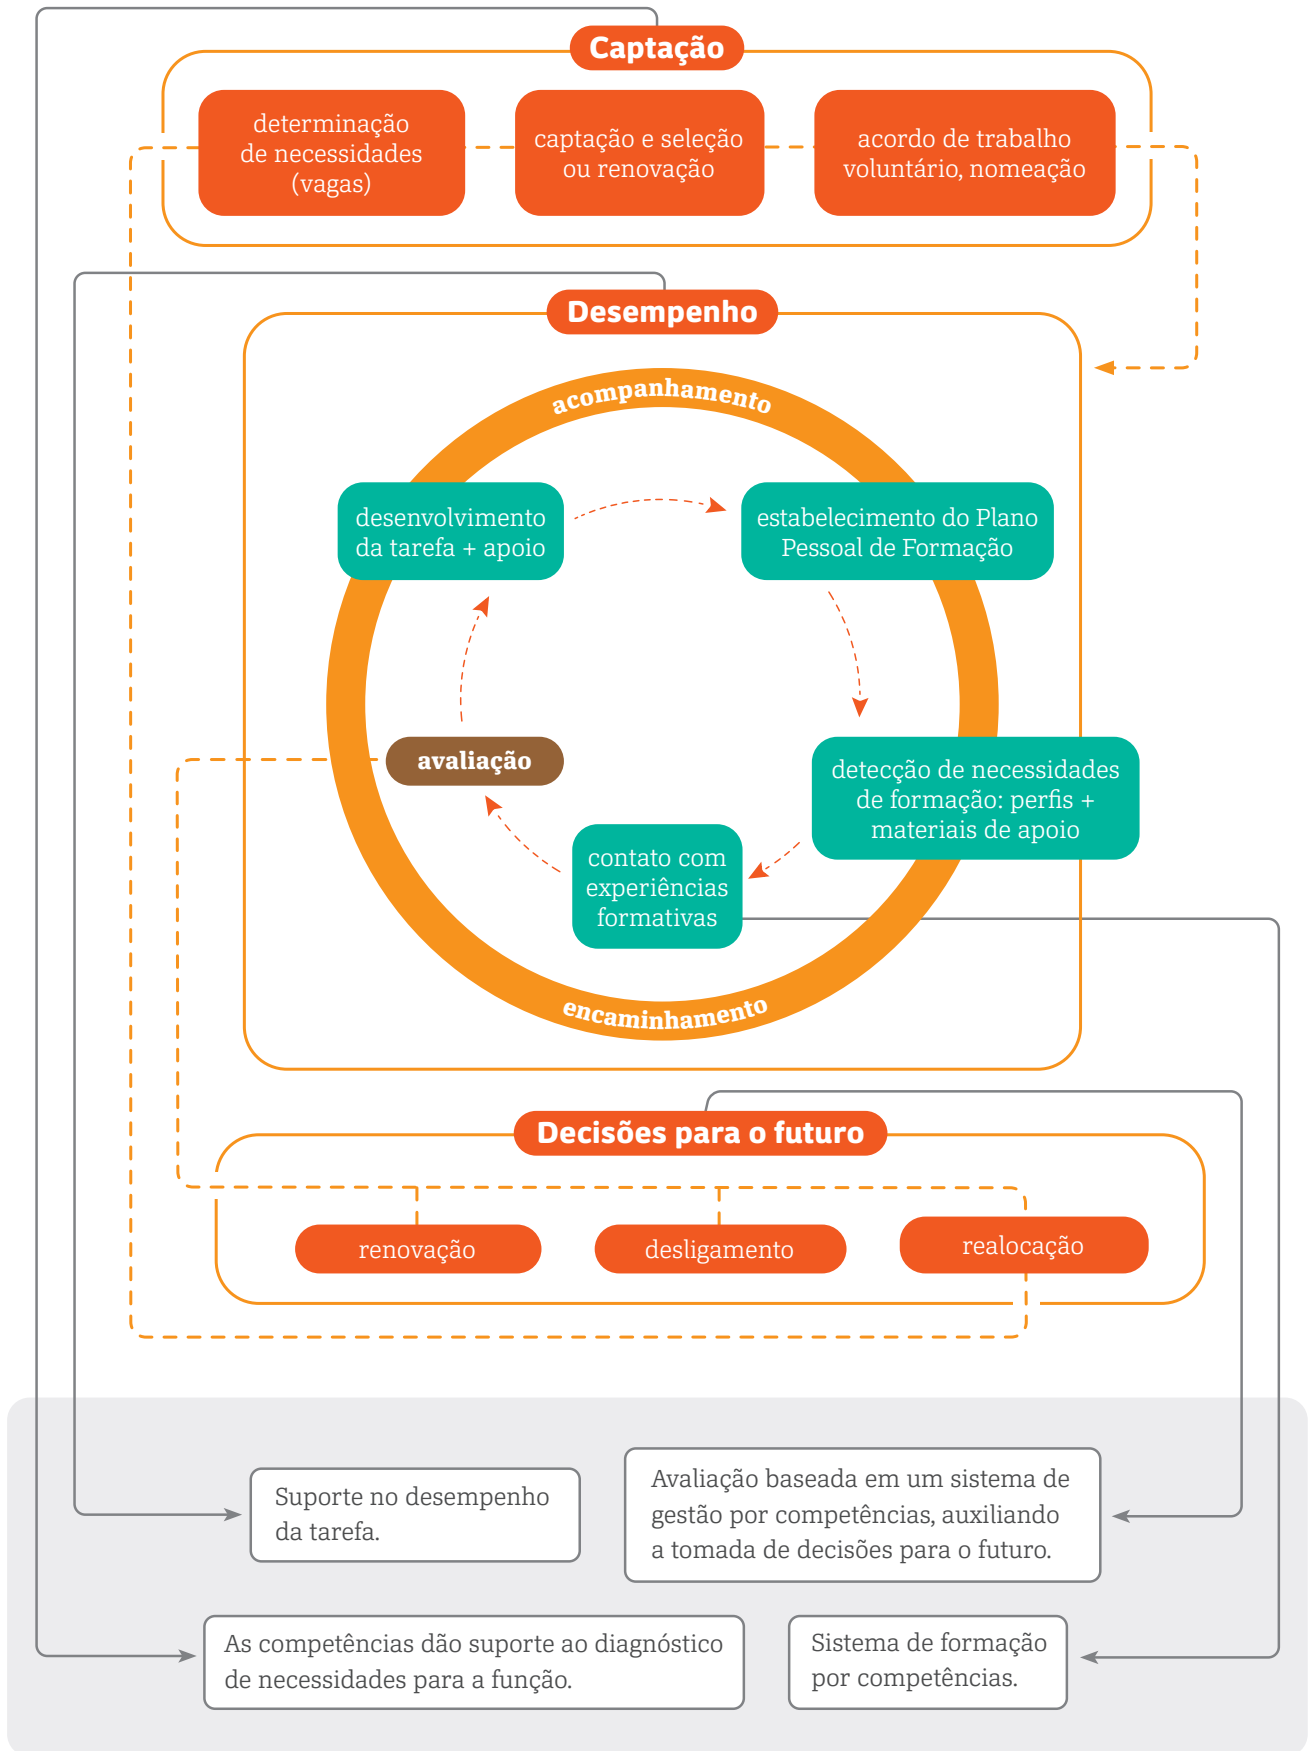 Captação
determinação
de necessidades
(vagas)
captação e seleção
ou renovação
acordo de trabalho
voluntário, nomeação
Desempenho
acompanhamento
desenvolvimento
da tarefa + apoio
estabelecimento do Plano
Pessoal de Formação
avaliação
detecção de necessidades
de formação: perfis +
materiais de apoio
contato com
experiências
formativas
encaminhamento
Decisões para o futuro
renovação
desligamento
realocação
Suporte no desempenho
da tarefa.
Avaliação baseada em um sistema de
gestão por competências, auxiliando
a tomada de decisões para o futuro.
As competências dão suporte ao diagnóstico
de necessidades para a função.
Sistema de formação
por competências.